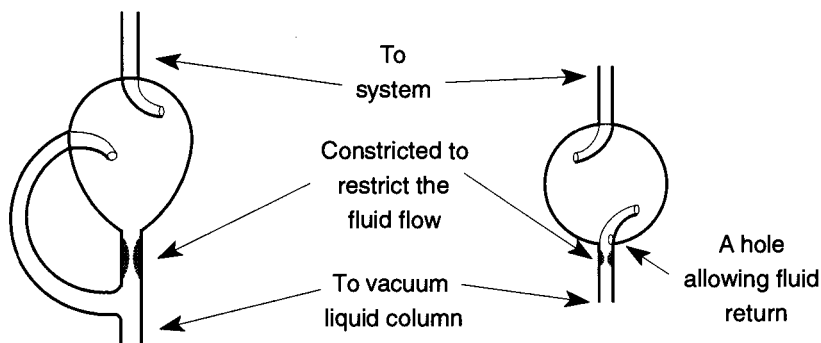 To
system
Constricted to
restrict the
fluid flow
A hole
allowing fluid
return
To vacuum
liquid column